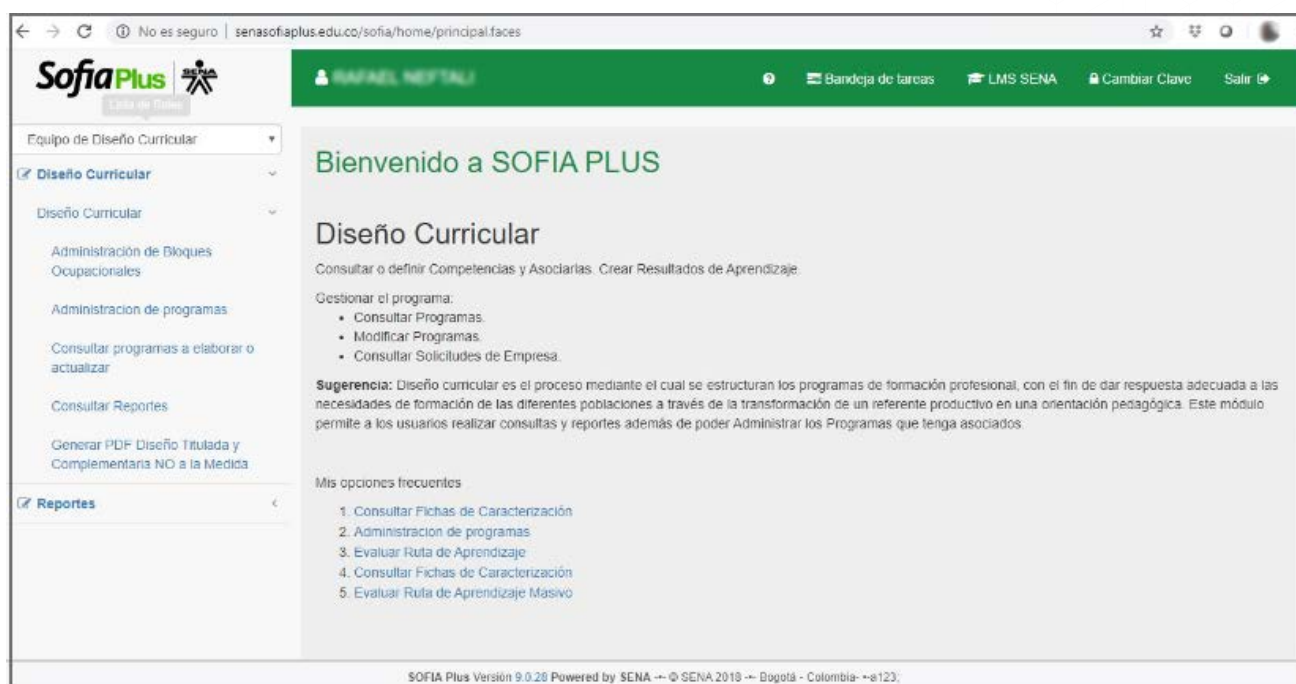 No es seguro | senasofiaplus.edu.co/sofia/home/principal.faces
Sofia Plus SENA
Bandeja de tareas LMS SENA Cambiar Clave Salir
Lista de Roles
Equipo de Diseño Curricular
Diseño Curricular
Diseño Curricular
Administración de Bloques
Ocupacionales
Administracion de programas
Consultar programas a elaborar o
actualizar
Consultar Reportes
Generar PDF Diseño Titulada y
Complementaria NO a la Medida
Reportes
Bienvenido a SOFIA PLUS
Diseño Curricular
Consultar o definir Competencias y Asociarlas. Crear Resultados de Aprendizaje.
Gestionar el programa:
• Consultar Programas.
• Modificar Programas.
• Consultar Solicitudes de Empresa.
Sugerencia: Diseño curricular es el proceso mediante el cual se estructuran los programas de formación profesional, con el fin de dar respuesta adecuada a las
necesidades de formación de las diferentes poblaciones a través de la transformación de un referente productivo en una orientación pedagógica. Este módulo
permite a los usuarios realizar consultas y reportes además de poder Administrar los Programas que tenga asociados.
Mis opciones frecuentes
1. Consultar Fichas de Caracterización
2. Administracion de programas
3. Evaluar Ruta de Aprendizaje
4. Consultar Fichas de Caracterización
5. Evaluar Ruta de Aprendizaje Masivo
SOFIA Plus Versión 9.0.28 Powered by SENA -- © SENA 2018 -- Bogotá - Colombia- --a123;